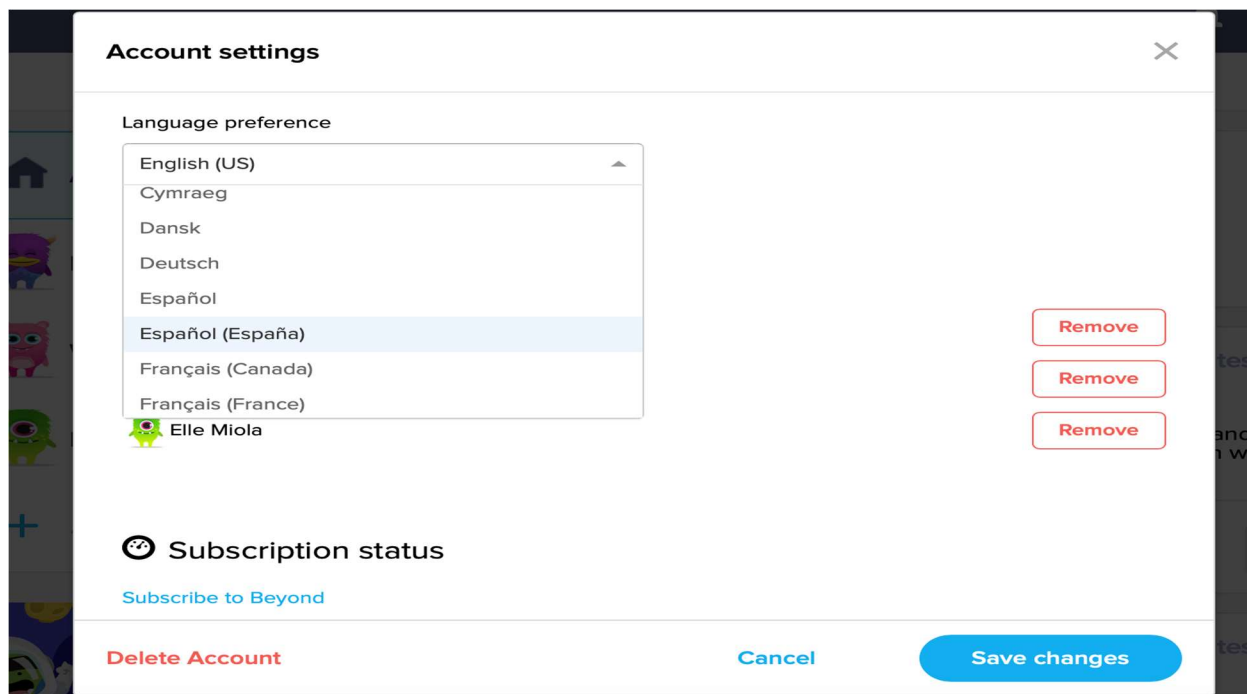 Account settings
Language preference
English (US)
Cymraeg
Dansk
Deutsch
Español
Español (España)
Français (Canada)
Français (France)
Remove
Remove
Elle Miola Remove
Subscription status
Subscribe to Beyond
Delete Account Cancel Save changes